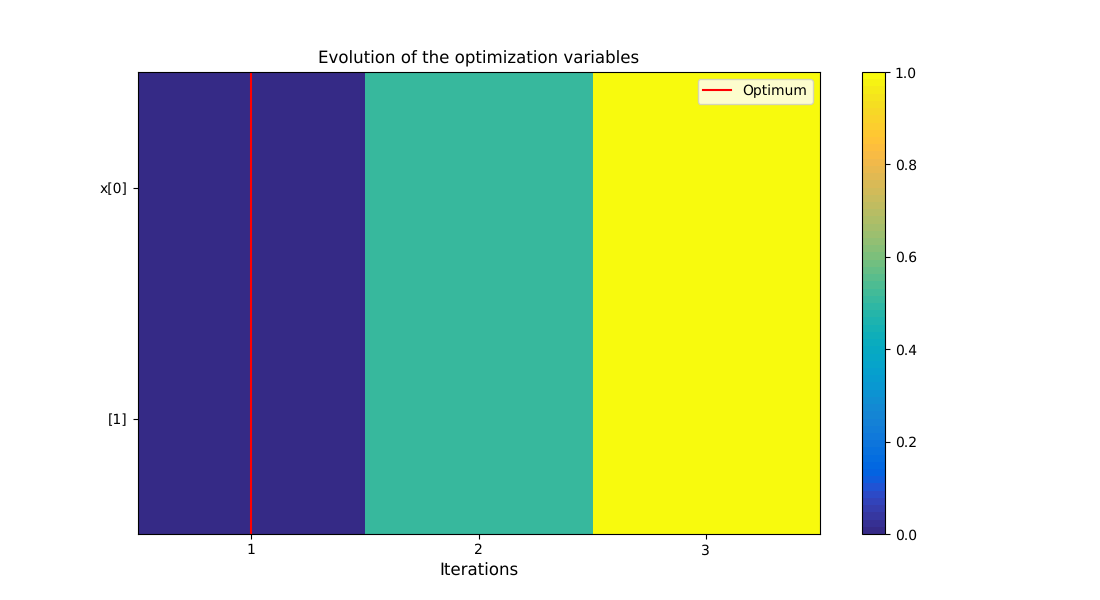 Evolution of the optimization variables
Optimum
x[0]
[1]
1 2 3
Iterations
1.0
0.8
0.6
0.4
0.2
0.0